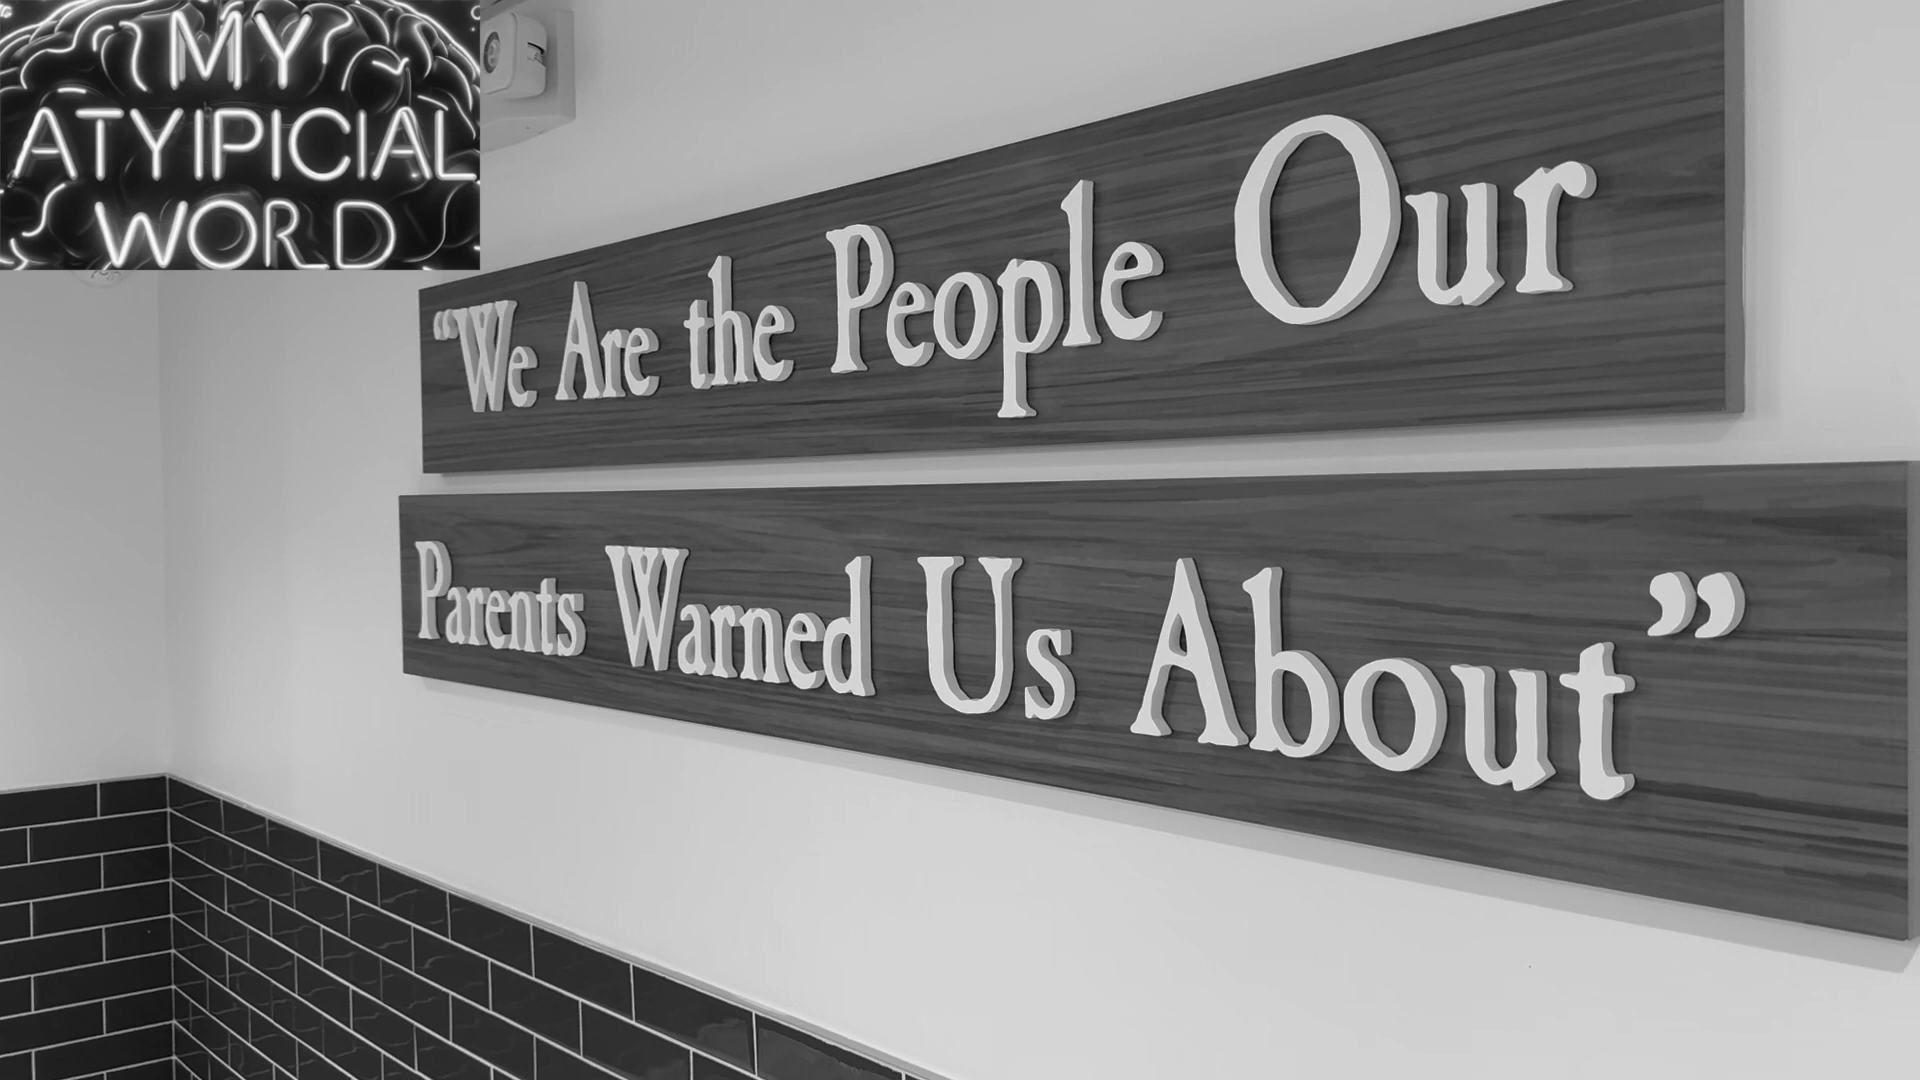 MY
ATYIPICIAL
WORD
“We Are the People Our
Parents Warned Us About”